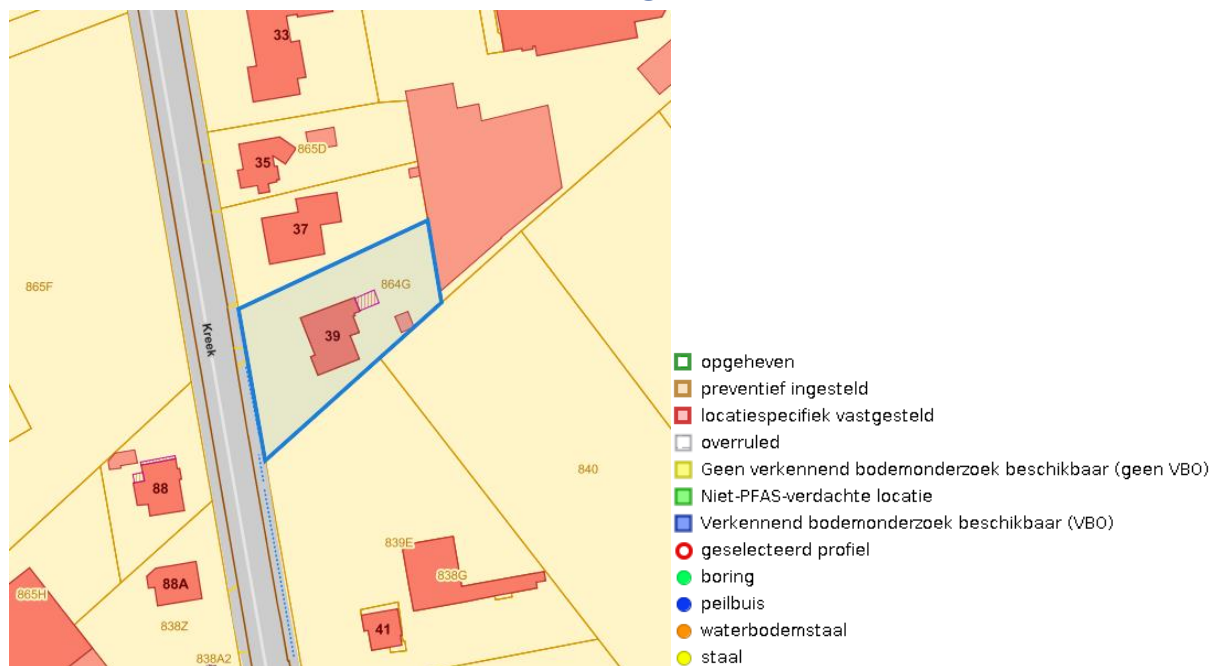 33
35
865D
37
865F
864G
Kreek
39
840
88
839E
838G
88A
865H
41
838Z
838A2
opgeheven
preventief ingesteld
locatiespecifiek vastgesteld
overruled
Geen verkennend bodemonderzoek beschikbaar (geen VBO)
Niet-PFAS-verdachte locatie
Verkennend bodemonderzoek beschikbaar (VBO)
geselecteerd profiel
boring
peilbuis
waterbodemstaal
staal